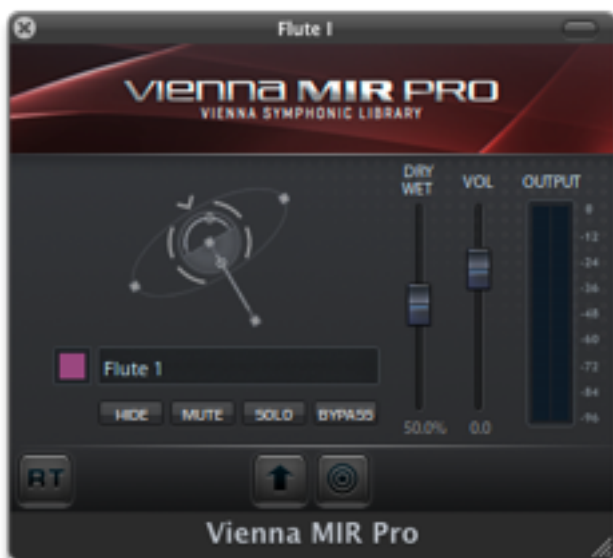 Flute 1
VIENNA MIR PRO
VIENNA SYMPHONIC LIBRARY
DRY
WET
VOL
OUTPUT
0
-12
-24
-36
-48
-60
-72
-84
-96
Flute 1
HIDE
MUTE
SOLO
BYPASS
50.0%
0.0
RT
Vienna MIR Pro